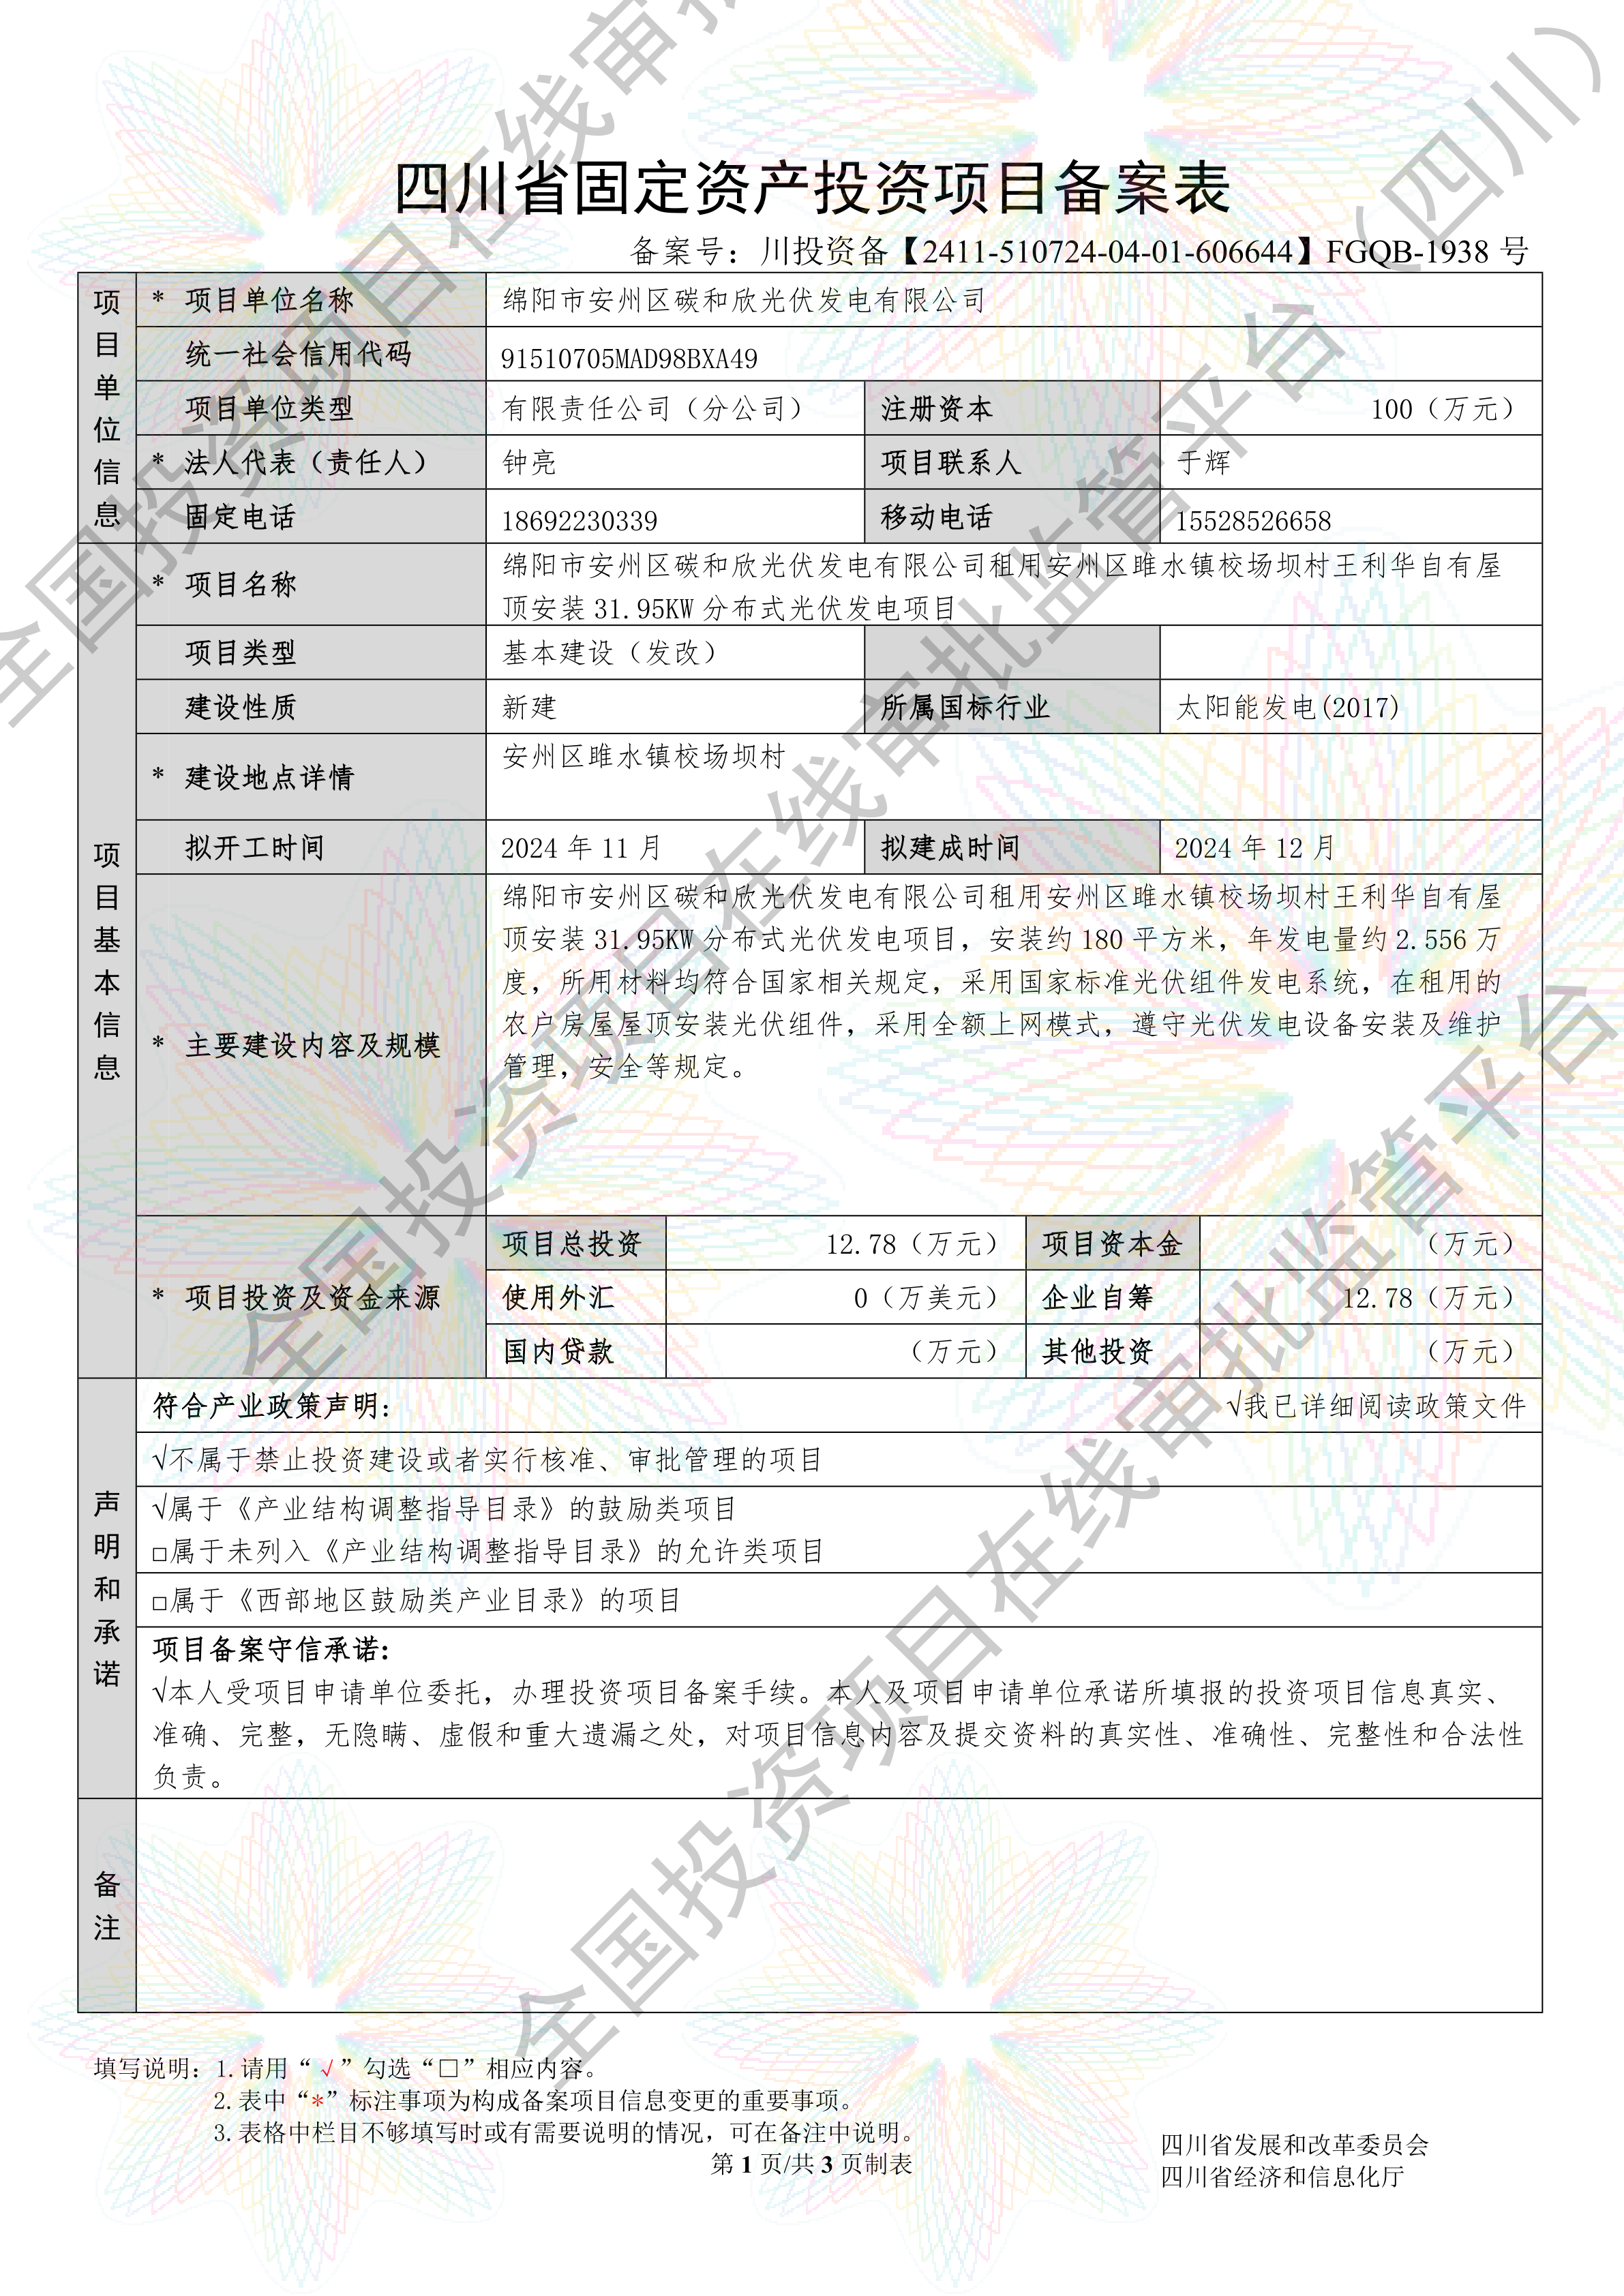 四川省固定资产投资项目备案表
备案号：川投资备【2411-510724-04-01-606644】FGQB-1938 号
项目单位信息
* 项目单位名称 绵阳市安州区碳和欣光伏发电有限公司
统一社会信用代码 91510705MAD98BXA49
项目单位类型 有限责任公司（分公司） 注册资本 100（万元）
* 法人代表（责任人） 钟亮 项目联系人 于辉
固定电话 18692230339 移动电话 15528526658
项目基本信息
* 项目名称 绵阳市安州区碳和欣光伏发电有限公司租用安州区雎水镇校场坝村王利华自有屋
顶安装 31.95KW 分布式光伏发电项目
项目类型 基本建设（发改）
建设性质 新建 所属国标行业 太阳能发电(2017)
* 建设地点详情 安州区雎水镇校场坝村
拟开工时间 2024 年 11 月 拟建成时间 2024 年 12 月
* 主要建设内容及规模
绵阳市安州区碳和欣光伏发电有限公司租用安州区雎水镇校场坝村王利华自有屋
顶安装 31.95KW 分布式光伏发电项目，安装约 180 平方米，年发电量约 2.556 万
度，所用材料均符合国家相关规定，采用国家标准光伏组件发电系统，在租用的
农户房屋屋顶安装光伏组件，采用全额上网模式，遵守光伏发电设备安装及维护
管理，安全等规定。
* 项目投资及资金来源
项目总投资 12.78（万元） 项目资本金 （万元）
使用外汇 0（万美元） 企业自筹 12.78（万元）
国内贷款 （万元） 其他投资 （万元）
声明和承诺
符合产业政策声明： √我已详细阅读政策文件
√不属于禁止投资建设或者实行核准、审批管理的项目
√属于《产业结构调整指导目录》的鼓励类项目
□属于未列入《产业结构调整指导目录》的允许类项目
□属于《西部地区鼓励类产业目录》的项目
项目备案守信承诺：
√本人受项目申请单位委托，办理投资项目备案手续。本人及项目申请单位承诺所填报的投资项目信息真实、
准确、完整，无隐瞒、虚假和重大遗漏之处，对项目信息内容及提交资料的真实性、准确性、完整性和合法性
负责。
备注
填写说明：1.请用“√”勾选“□”相应内容。
2.表中“*”标注事项为构成备案项目信息变更的重要事项。
3.表格中栏目不够填写时或有需要说明的情况，可在备注中说明。
第 1 页/共 3 页制表
四川省发展和改革委员会
四川省经济和信息化厅
全国投资项目在线审批
全国投资项目在线审批监管平台（四川）
全国投资项目在线审批监管平台